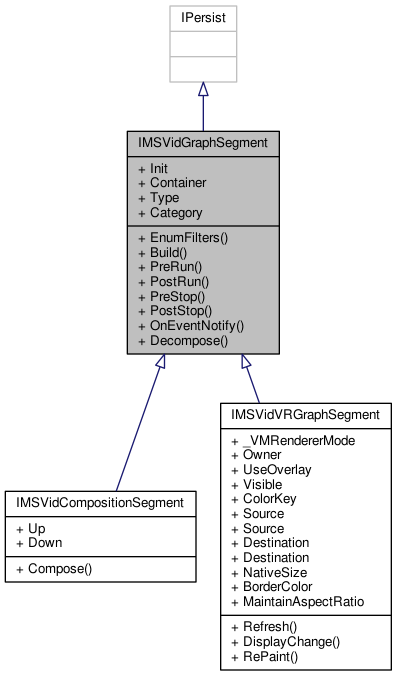 IPersist
IMSVidGraphSegment
+ Init
+ Container
+ Type
+ Category
+ EnumFilters()
+ Build()
+ PreRun()
+ PostRun()
+ PreStop()
+ PostStop()
+ OnEventNotify()
+ Decompose()
IMSVidCompositionSegment
+ Up
+ Down
+ Compose()
IMSVidVRGraphSegment
+ _VMRendererMode
+ Owner
+ UseOverlay
+ Visible
+ ColorKey
+ Source
+ Source
+ Destination
+ Destination
+ NativeSize
+ BorderColor
+ MaintainAspectRatio
+ Refresh()
+ DisplayChange()
+ RePaint()